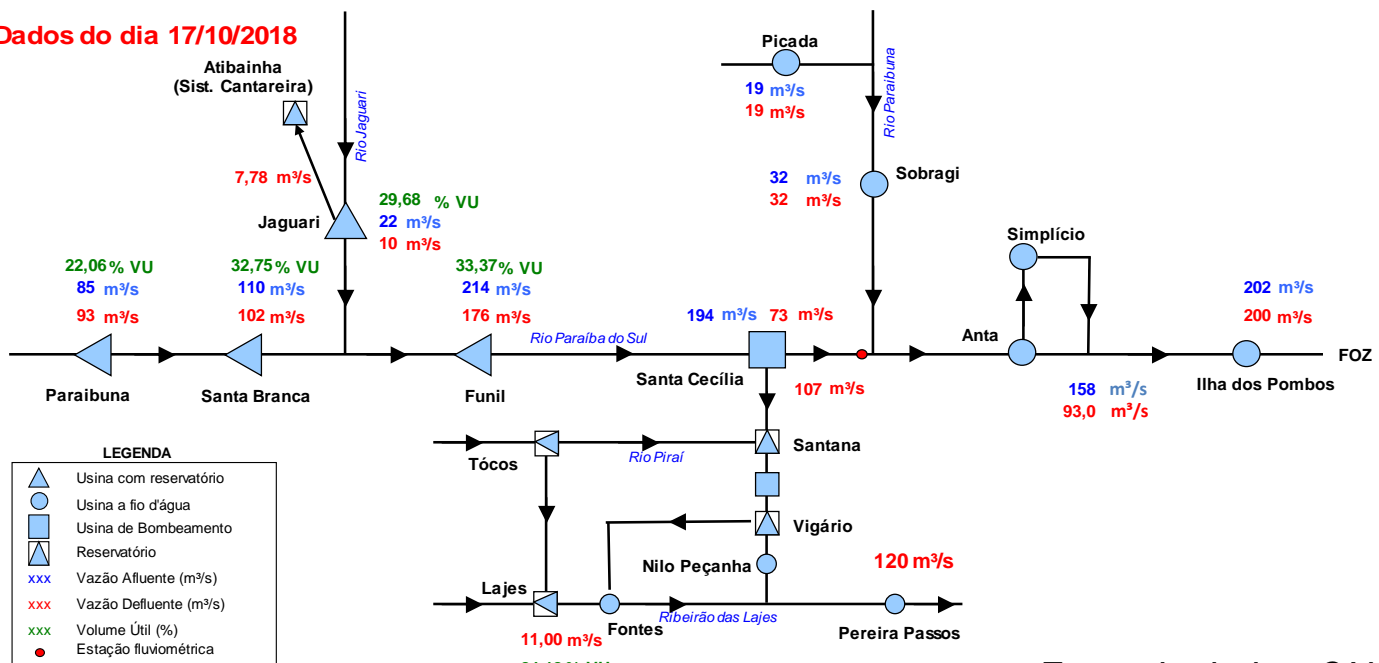 Dados do dia 17/10/2018
Atibainha
(Sist. Cantareira)
Rio Jaguari
7,78 m³/s
Jaguari
29,68 % VU
22 m³/s
10 m³/s
Picada
19 m³/s
19 m³/s
Rio Paraibuna
32 m³/s
32 m³/s
Sobragi
22,06 % VU
85 m³/s
93 m³/s
Paraibuna
32,75 % VU
110 m³/s
102 m³/s
Santa Branca
33,37 % VU
214 m³/s
176 m³/s
Funil
Rio Paraíba do Sul
194 m³/s 73 m³/s
Santa Cecília
107 m³/s
Simplício
Anta
158 m³/s
93,0 m³/s
202 m³/s
200 m³/s
Ilha dos Pombos
FOZ
Tócos
Rio Piraí
Santana
Vigário
Nilo Peçanha
120 m³/s
Lajes
11,00 m³/s
Fontes
Ribeirão das Lajes
Pereira Passos
LEGENDA
Usina com reservatório
Usina a fio d'água
Usina de Bombeamento
Reservatório
xxx Vazão Afluente (m³/s)
xxx Vazão Defluente (m³/s)
xxx Volume Útil (%)
Estação fluviométrica